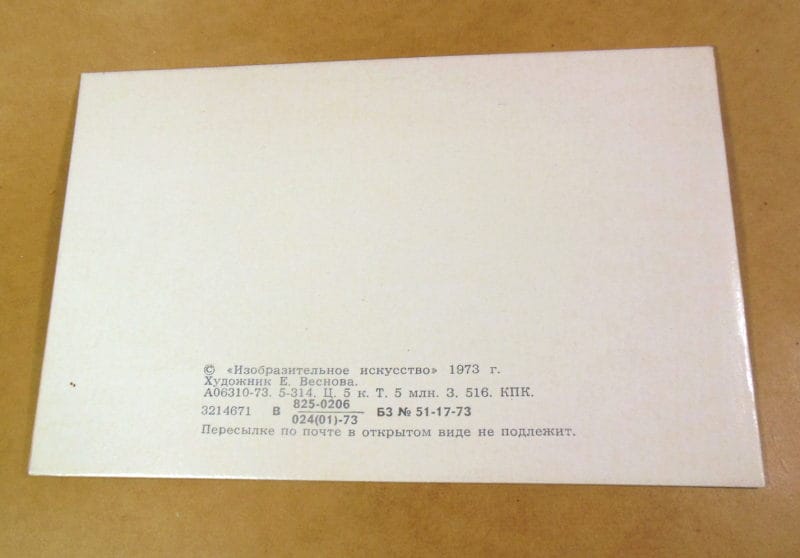 © «Изобразительное искусство» 1973 г.
Художник Е. Веснова.
А06310-73. 5-314. Ц. 5 к. Т. 5 млн. З. 516. КПК.
3214671 В 825-0206 / 024(01)-73 БЗ № 51-17-73
Пересылке по почте в открытом виде не подлежит.